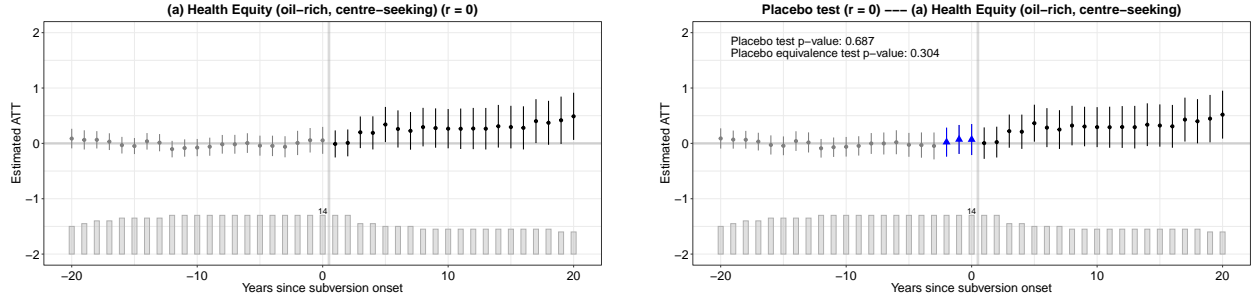 (a) Health Equity (oil−rich, centre−seeking) (r = 0)
2
1
0
−1
−2
Estimated ATT
14
−20
−10
0
10
20
Years since subversion onset
Placebo test (r = 0) −−− (a) Health Equity (oil−rich, centre−seeking)
Placebo test p−value: 0.687
Placebo equivalence test p−value: 0.304
2
1
0
−1
−2
Estimated ATT
14
−20
−10
0
10
20
Years since subversion onset